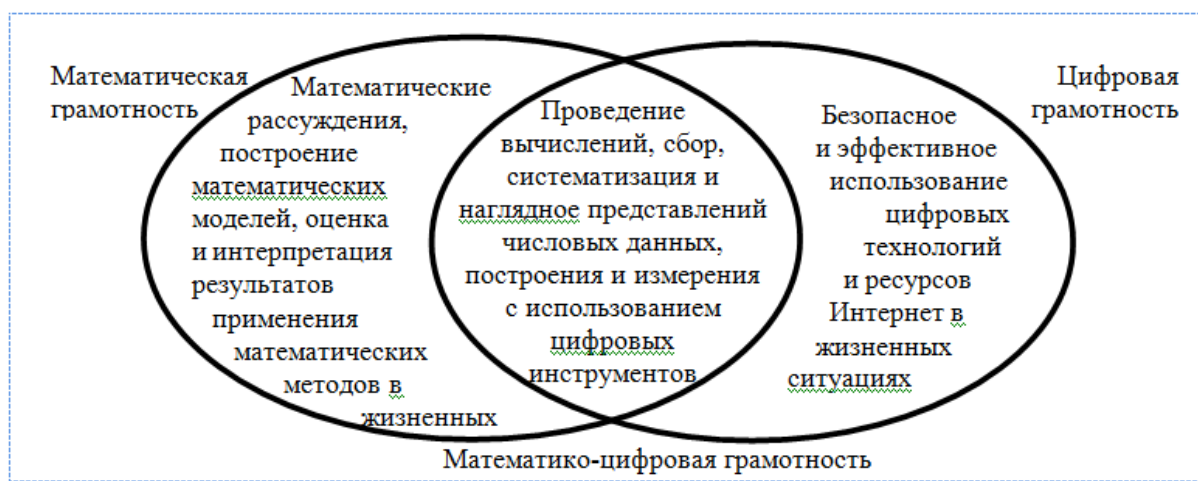 Математическая
грамотность
Математические
рассуждения,
построение
математических
моделей, оценка
и интерпретация
результатов
применения
математических
методов в
жизненных
Проведение
вычислений, сбор,
систематизация и
наглядное представлений
числовых данных,
построения и измерения
с использованием
цифровых
инструментов
Безопасное
и эффективное
использование
цифровых
технологий
и ресурсов
Интернет в
жизненных
ситуациях
Цифровая
грамотность
Математико-цифровая грамотность